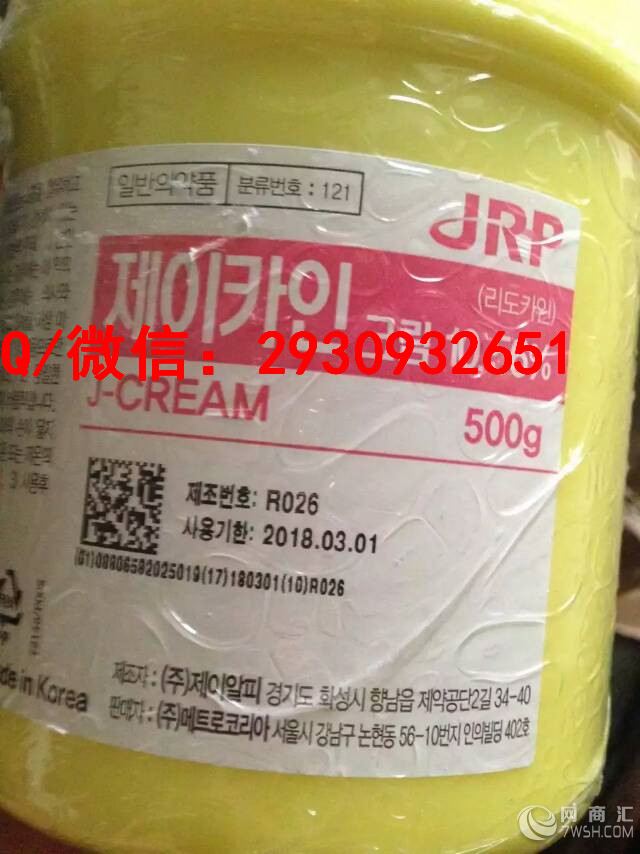 일반의약품 분류번호 : 121
JRP
제이카인
(리도카인)
5%
Q/微信：2930932651
J-CREAM
500g
제조번호: R026
사용기한: 2018.03.01
(01)08806582025019(17)180301(10)R026
in Korea
제조자 : (주)제이알피 경기도 화성시 향남읍 제약공단2길 34-40
판매자 : (주)메트로코리아 서울시 강남구 논현동 56-10번지 인의빌딩 402호
网商汇
7WSH.COM